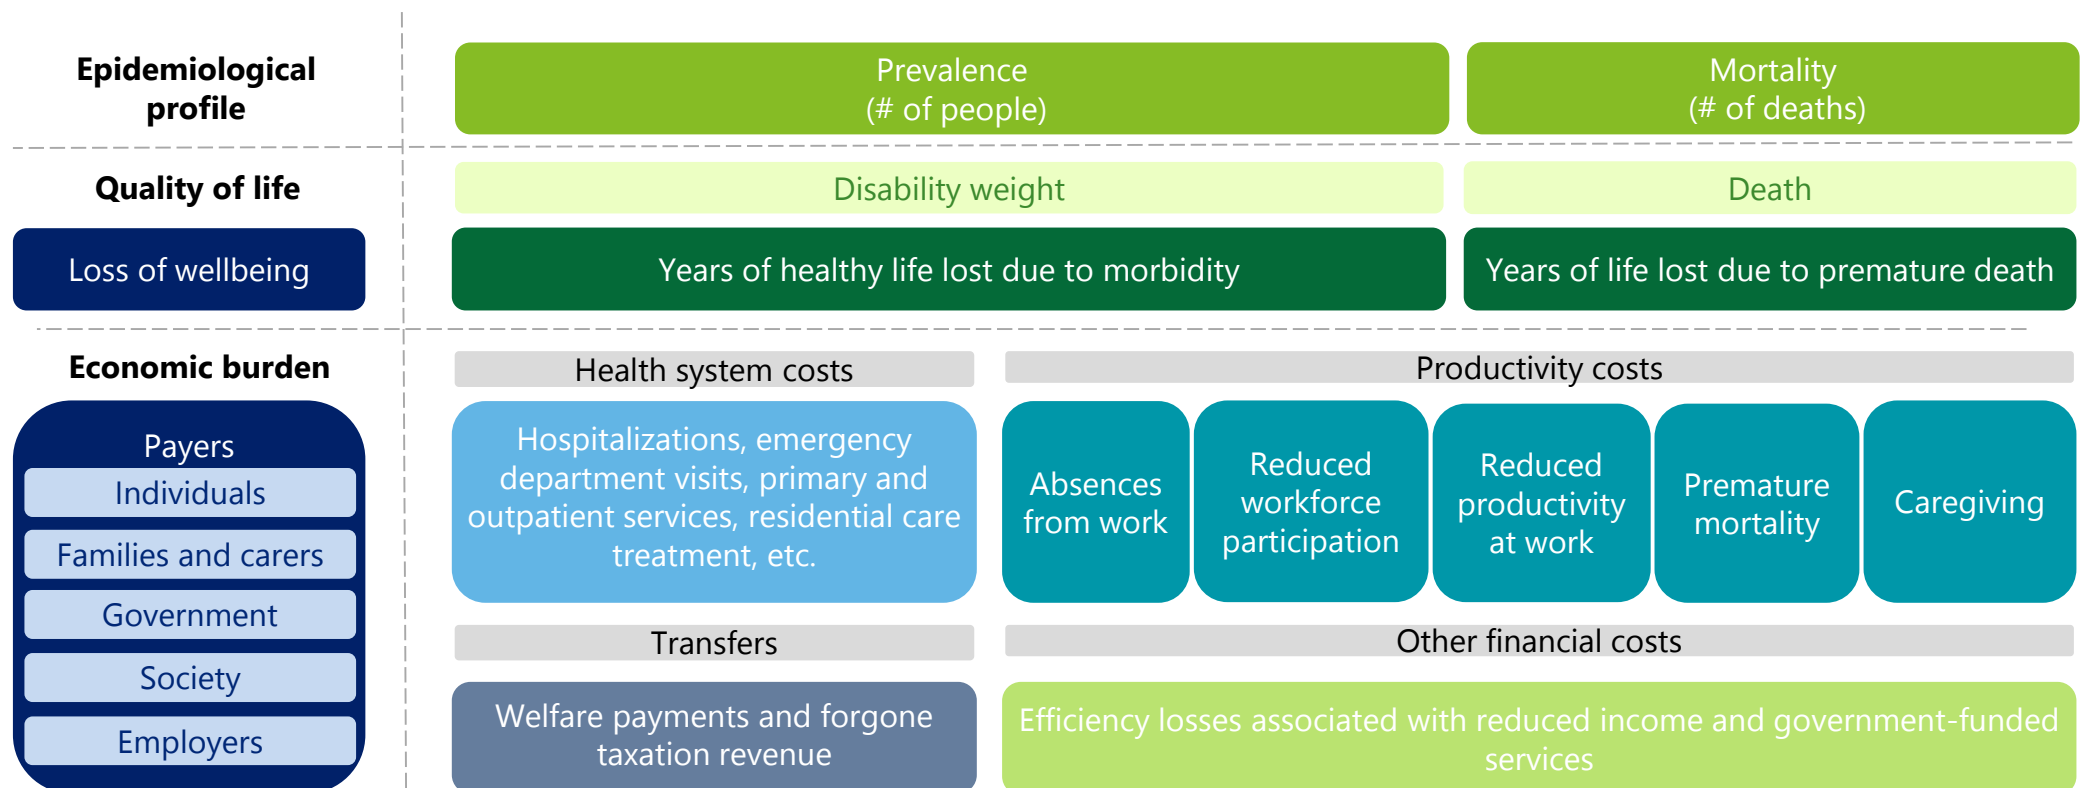 Epidemiological
profile
Prevalence
(# of people)
Mortality
(# of deaths)
Quality of life
Disability weight
Death
Loss of wellbeing
Years of healthy life lost due to morbidity
Years of life lost due to premature death
Economic burden
Health system costs
Productivity costs
Payers
Individuals
Families and carers
Government
Society
Employers
Hospitalizations, emergency
department visits, primary and
outpatient services, residential care
treatment, etc.
Absences
from work
Reduced
workforce
participation
Reduced
productivity
at work
Premature
mortality
Caregiving
Transfers
Other financial costs
Welfare payments and forgone
taxation revenue
Efficiency losses associated with reduced income and government-funded
services